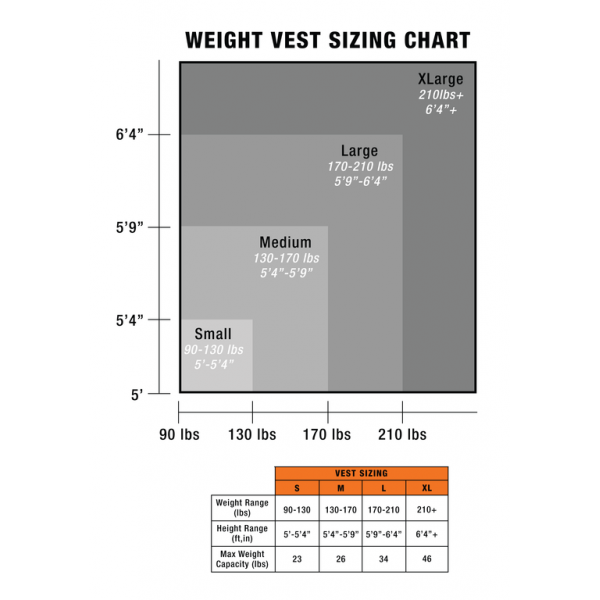 WEIGHT VEST SIZING CHART
XLarge
210lbs+
6'4"+
6'4"
Large
170-210 lbs
5'9"-6'4"
5'9"
Medium
130-170 lbs
5'4"-5'9"
5'4"
Small
90-130 lbs
5'-5'4"
5'
90 lbs 130 lbs 170 lbs 210 lbs
VEST SIZING
S M L XL
Weight Range
(lbs) 90-130 130-170 170-210 210+
Height Range
(ft,in) 5'-5'4" 5'4"-5'9" 5'9"-6'4" 6'4"+
Max Weight
Capacity (lbs) 23 26 34 46